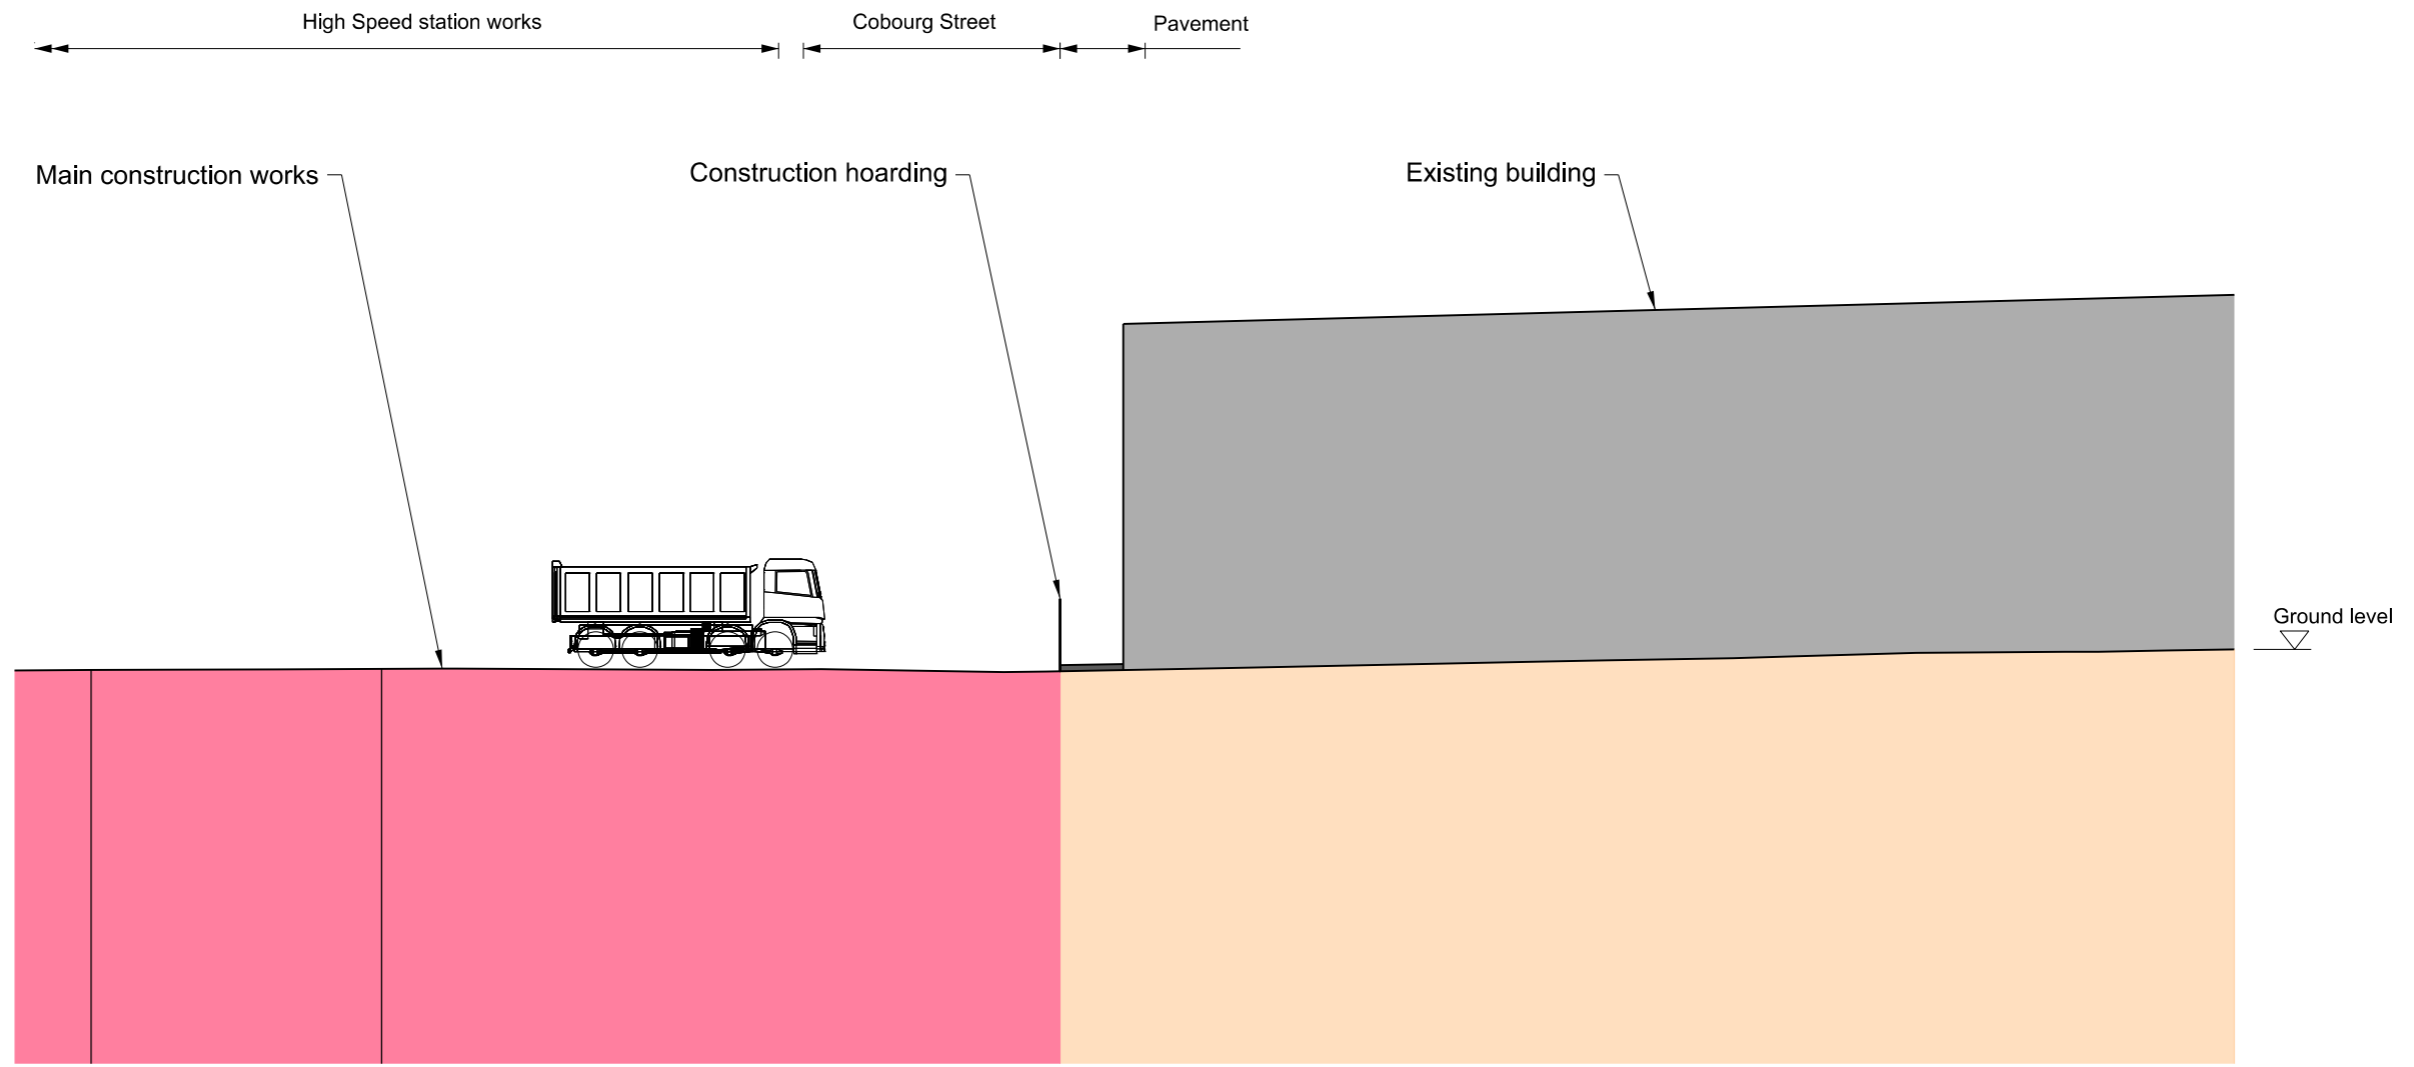 High Speed station works
Cobourg Street
Pavement
Main construction works
Construction hoarding
Existing building
Ground level